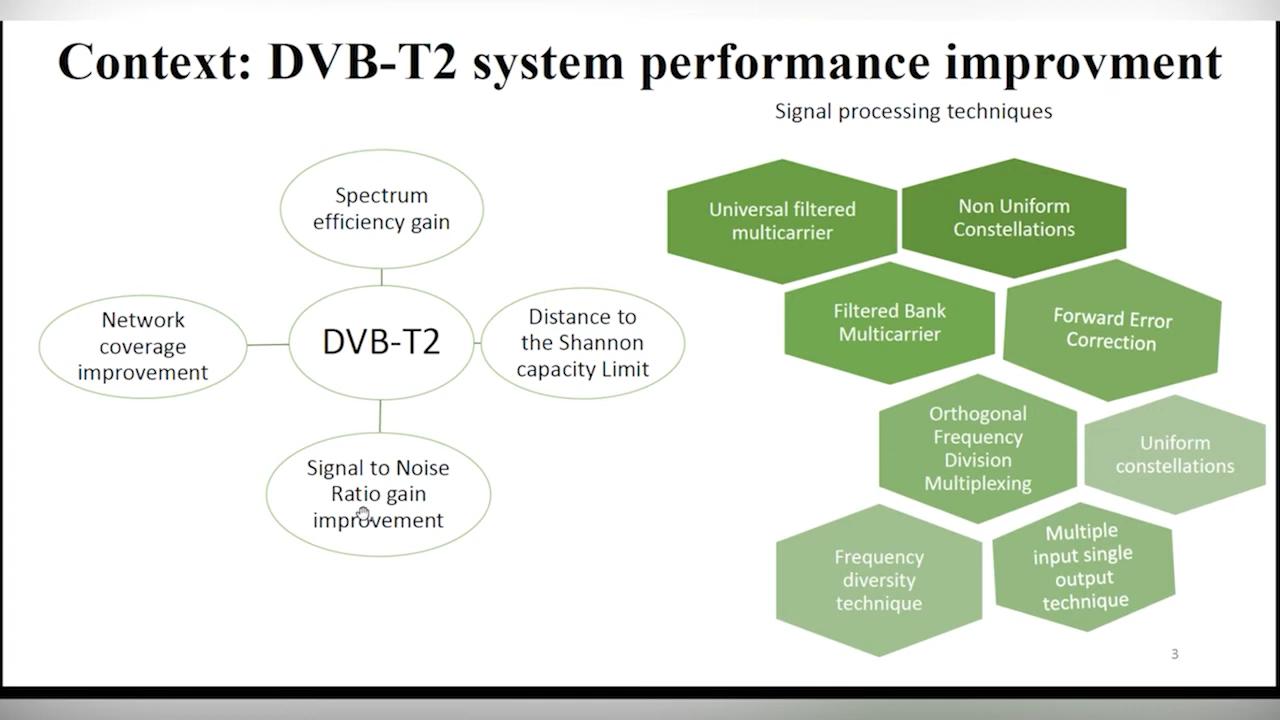 Context: DVB-T2 system performance improvment
Signal processing techniques
Spectrum
efficiency gain
Network
coverage
improvement
DVB-T2
Distance to
the Shannon
capacity Limit
Signal to Noise
Ratio gain
improvement
Universal filtered
multicarrier
Non Uniform
Constellations
Filtered Bank
Multicarrier
Forward Error
Correction
Orthogonal
Frequency
Division
Multiplexing
Uniform
constellations
Frequency
diversity
technique
Multiple
input single
output
technique
3